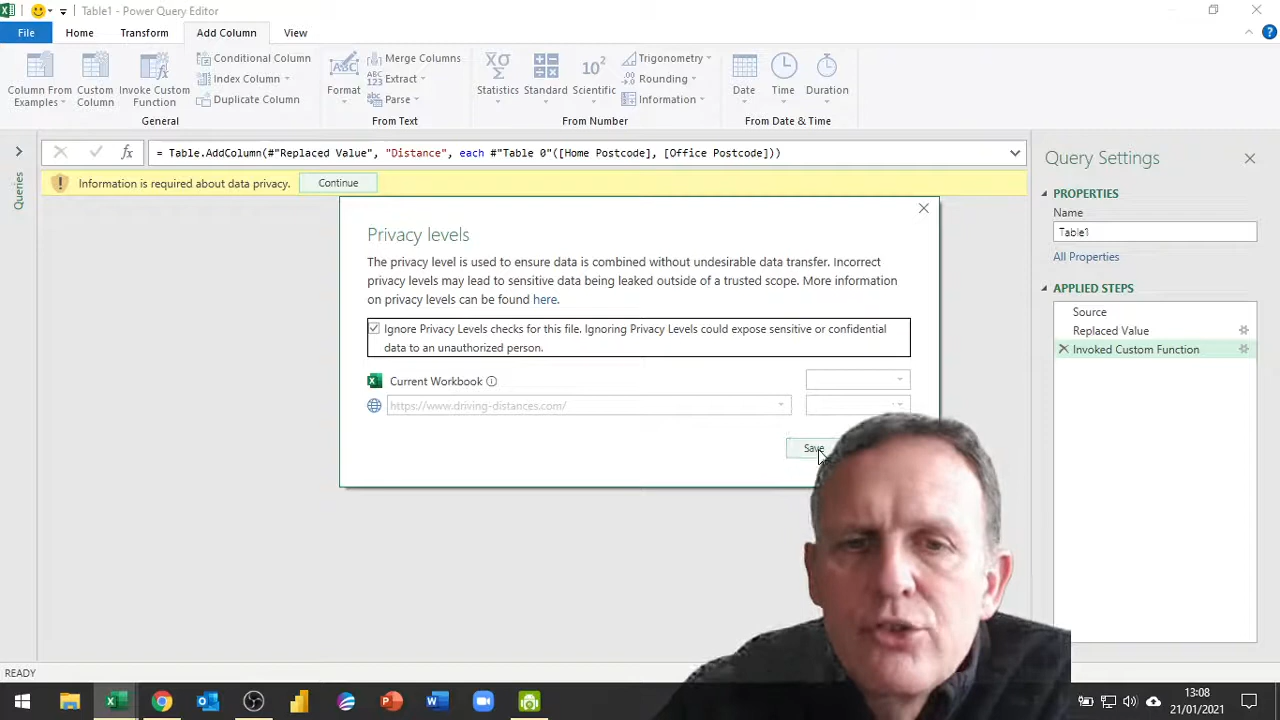 Table1 - Power Query Editor
File
Home
Transform
Add Column
View
Column From
Examples
Custom
Column
Invoke Custom
Function
Conditional Column
Index Column
Duplicate Column
General
Format
Merge Columns
ABC
123
Extract
abc
Parse
From Text
ΧΣ
σ
Statistics
Standard
10²
Scientific
Trigonometry
Rounding
Information
From Number
Date
Time
Duration
From Date & Time
Queries
fx
= Table.AddColumn(#"Replaced Value", "Distance", each #"Table 0"([Home Postcode], [Office Postcode]))
Information is required about data privacy.
Continue
Privacy levels
The privacy level is used to ensure data is combined without undesirable data transfer. Incorrect
privacy levels may lead to sensitive data being leaked outside of a trusted scope. More information
on privacy levels can be found here.
Ignore Privacy Levels checks for this file. Ignoring Privacy Levels could expose sensitive or confidential
data to an unauthorized person.
Current Workbook
https://www.driving-distances.com/
Save
Query Settings
PROPERTIES
Name
Table1
All Properties
APPLIED STEPS
Source
Replaced Value
Invoked Custom Function
READY
13:08
21/01/2021